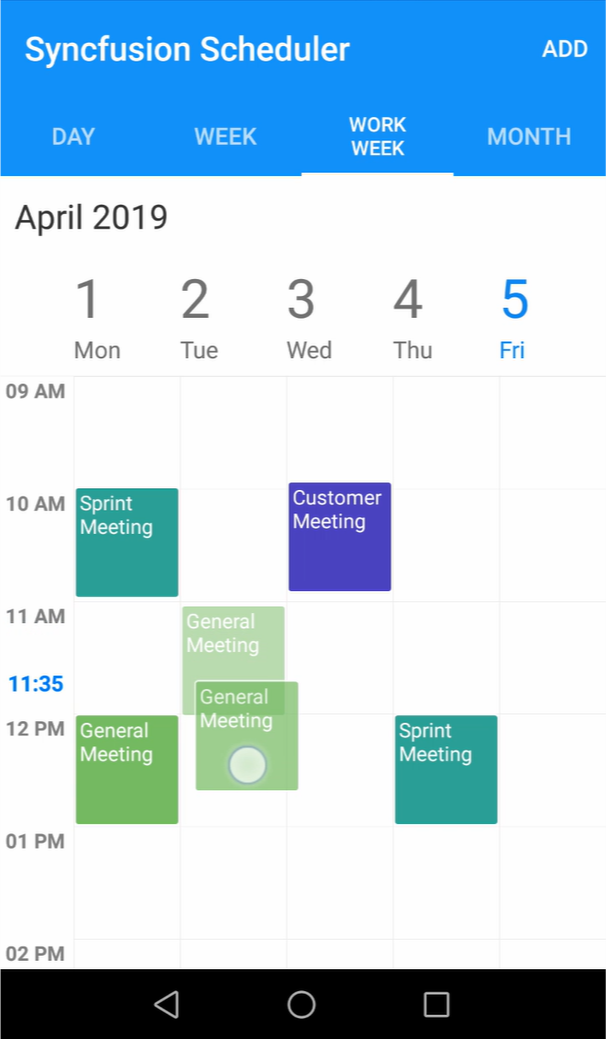 Syncfusion Scheduler
ADD
DAY
WEEK
WORK
WEEK
MONTH
April 2019
1
2
3
4
5
Mon
Tue
Wed
Thu
Fri
09 AM
10 AM
Sprint
Meeting
Customer
Meeting
11 AM
General
Meeting
11:35
General
Meeting
12 PM
General
Meeting
Sprint
Meeting
01 PM
02 PM